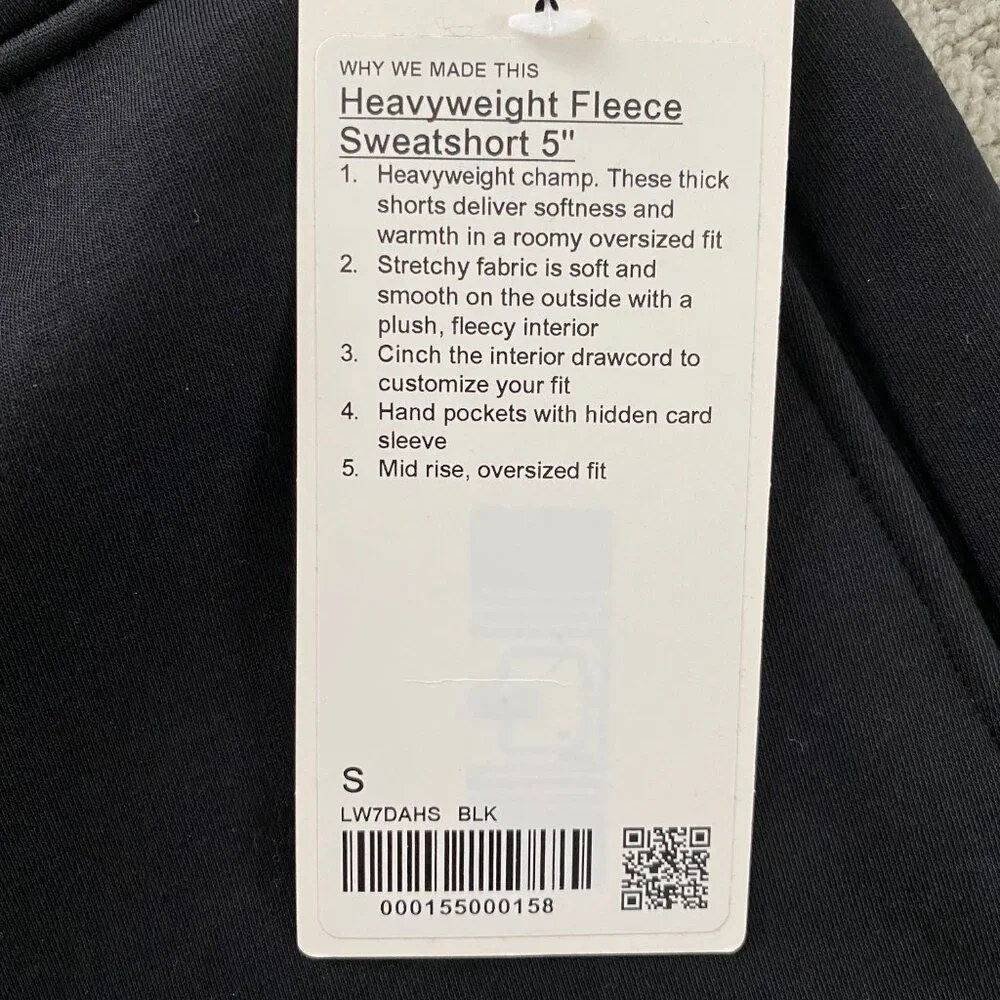 WHY WE MADE THIS
Heavyweight Fleece
Sweatshort 5"
1. Heavyweight champ. These thick
shorts deliver softness and
warmth in a roomy oversized fit
2. Stretchy fabric is soft and
smooth on the outside with a
plush, fleecy interior
3. Cinch the interior drawcord to
customize your fit
4. Hand pockets with hidden card
sleeve
5. Mid rise, oversized fit
S
LW7DAHS BLK
000155000158